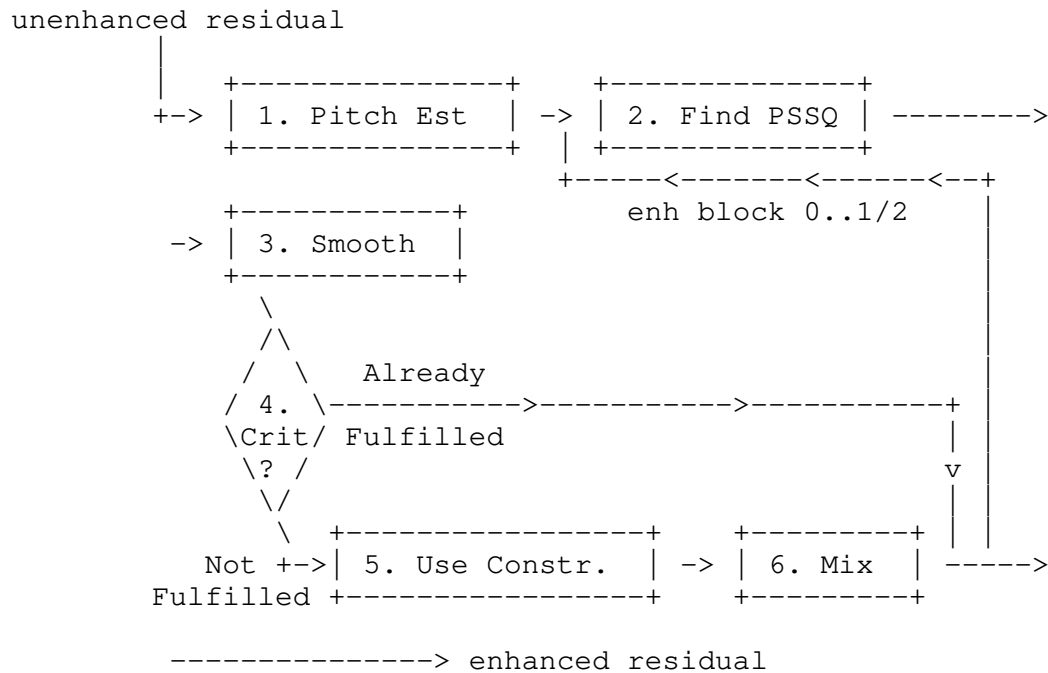 unenhanced residual
1. Pitch Est 2. Find PSSQ
enh block 0..1/2
3. Smooth
Already
4.
Crit Fulfilled
?
Not 5. Use Constr. 6. Mix
Fulfilled
enhanced residual